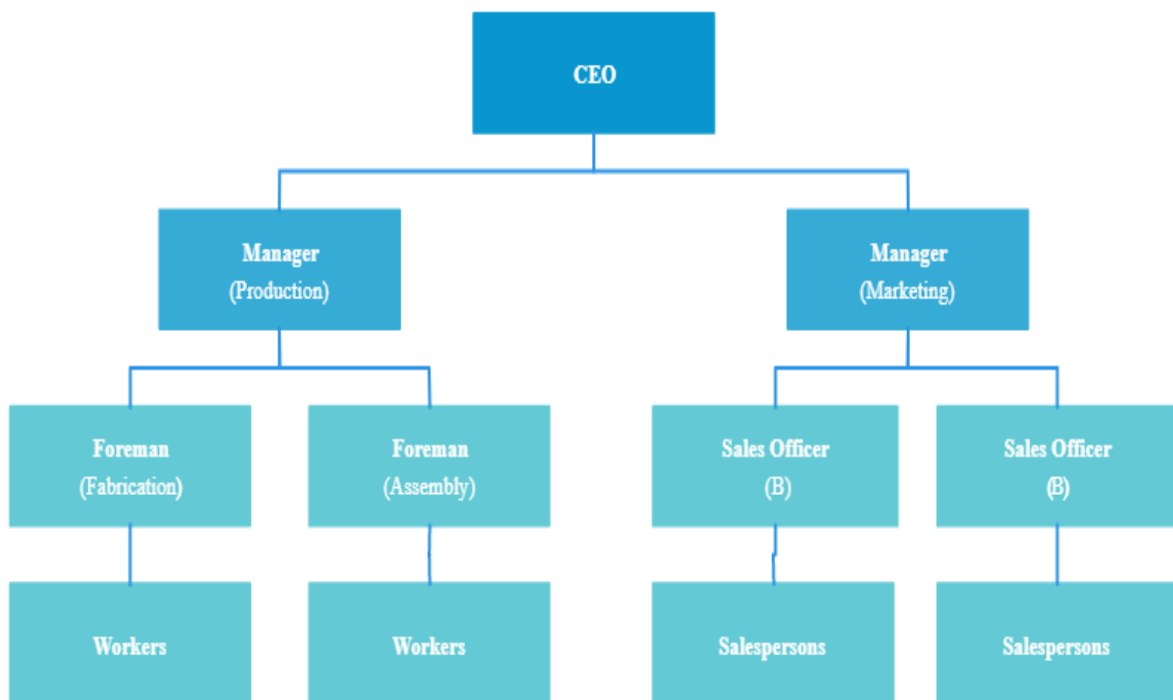 CEO
Manager
(Production)
Manager
(Marketing)
Foreman
(Fabrication)
Foreman
(Assembly)
Sales Officer
(B)
Sales Officer
(B)
Workers
Workers
Salespersons
Salespersons